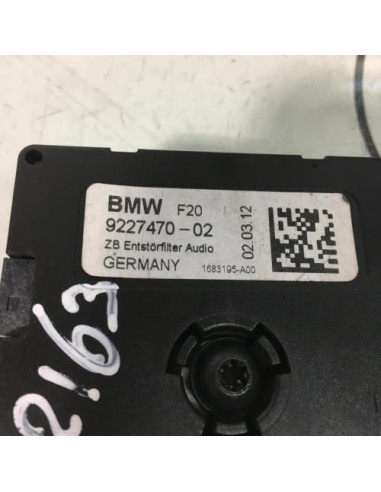 BMW F20
9227470-02
ZB Entstörfilter Audio
GERMANY 1683195-A00
02.03.12
2163